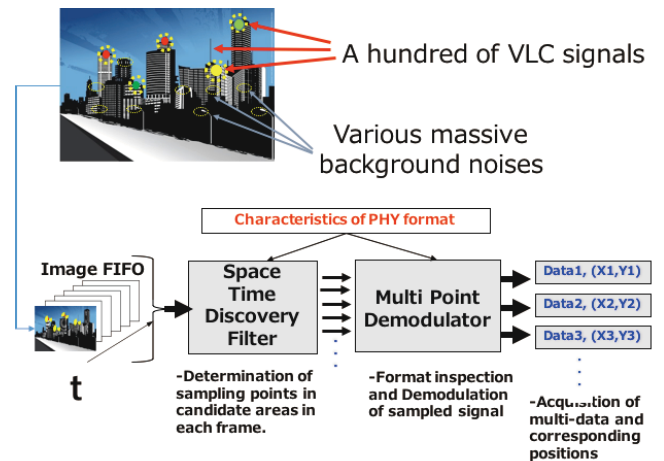 A hundred of VLC signals
Various massive
background noises
Characteristics of PHY format
Image FIFO
t
Space
Time
Discovery
Filter
Multi Point
Demodulator
Data1, (X1,Y1)
Data2, (X2,Y2)
Data3, (X3,Y3)
-Determination of
sampling points in
candidate areas in
each frame.
-Format inspection
and Demodulation
of sampled signal
-Acquisition of
multi-data and
corresponding
positions